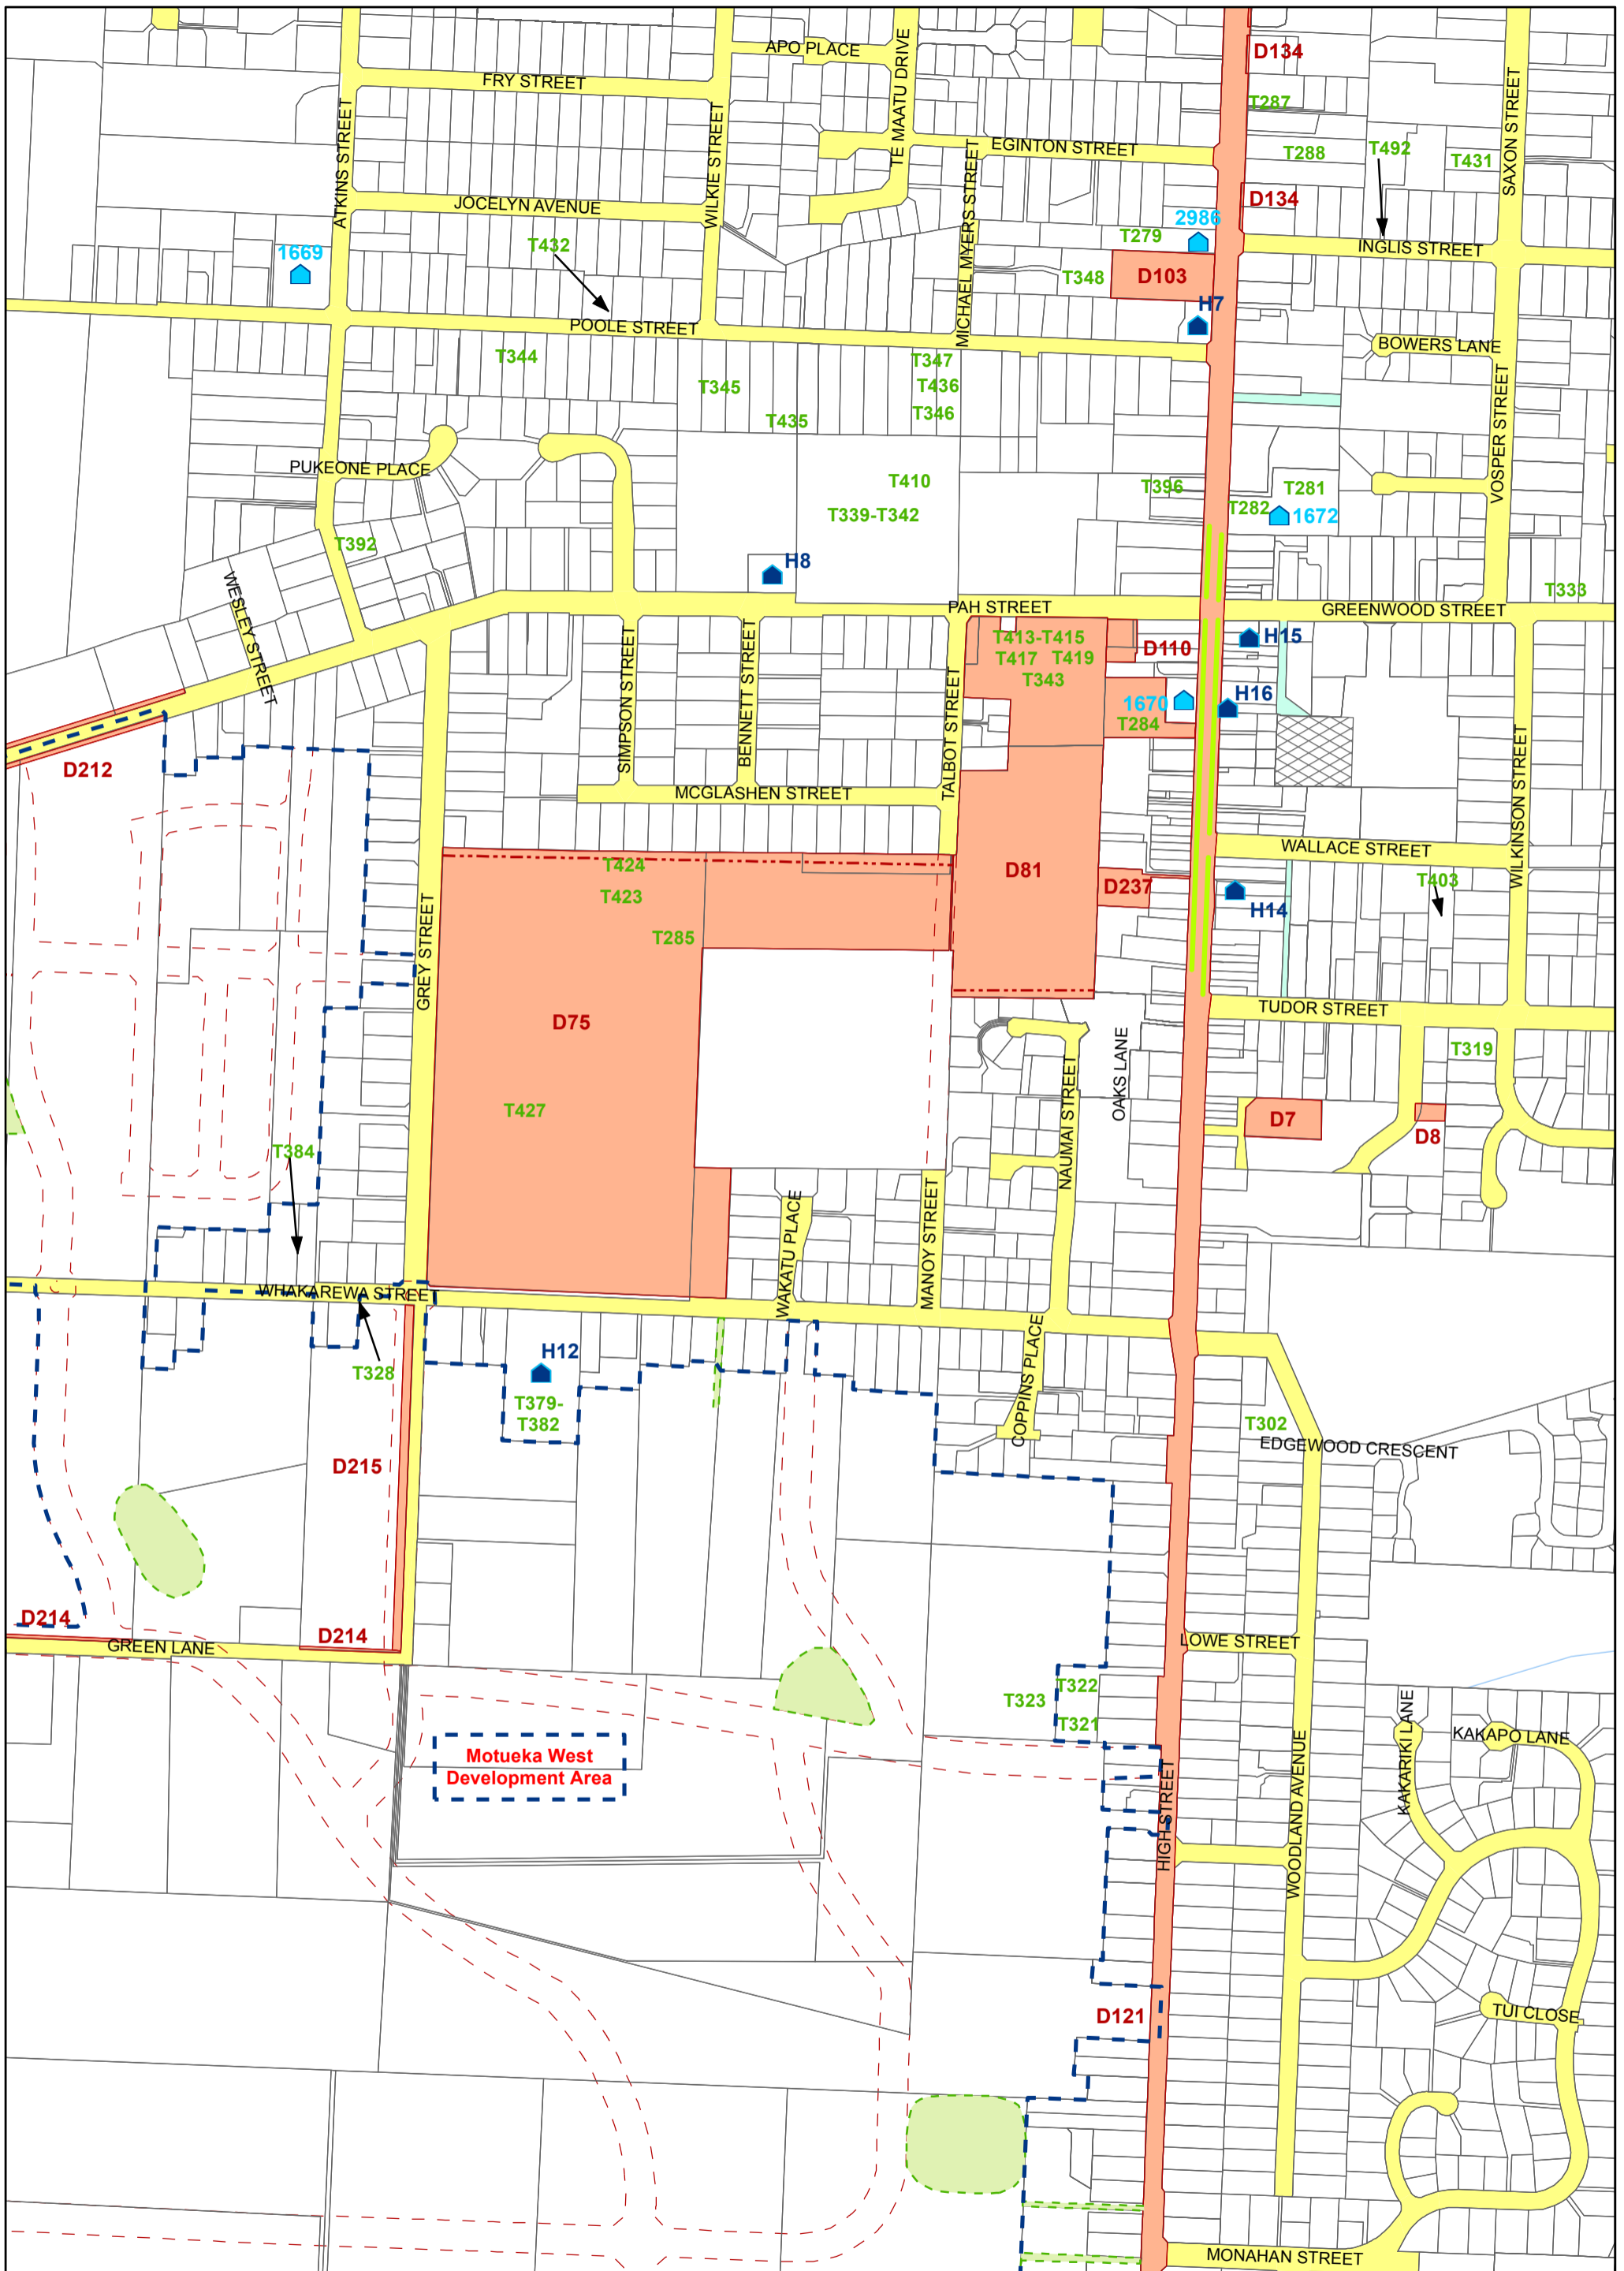 D134
APO PLACE
TE MAATU DRIVE
FRY STREET
SAXON STREET
T287
ATKINS STREET
WILKIE STREET
EGINTON STREET
MICHAEL MYERS STREET
T288
T492
T431
D134
JOCELYN AVENUE
2986
T279
T432
INGLIS STREET
1669
T348
D103
H7
POOLE STREET
BOWERS LANE
T344
T347
T345
T436
T346
T435
VOSPER STREET
PUKEONE PLACE
T410
T396
T281
T282
1672
T339-T342
T392
H8
WESLEY STREET
T333
PAH STREET
GREENWOOD STREET
T413-T415
T417
T419
T343
D110
H15
SIMPSON STREET
BENNETT STREET
TALBOT STREET
1670
H16
T284
D212
MCGLASHEN STREET
WILKINSON STREET
WALLACE STREET
T424
D81
D237
T403
T423
H14
T285
GREY STREET
TUDOR STREET
D75
T319
OAKS LANE
NAUMAI STREET
T427
D7
D8
T384
WAKATU PLACE
MANOY STREET
WHAKAREWA STREET
H12
T328
T379-
T382
COPPINS PLACE
T302
EDGEWOOD CRESCENT
D215
D214
D214
GREEN LANE
LOWE STREET
T322
T323
T321
KAKARIKI LANE
KAKAPO LANE
Motueka West
Development Area
HIGH STREET
WOODLAND AVENUE
D121
TUI CLOSE
MONAHAN STREET